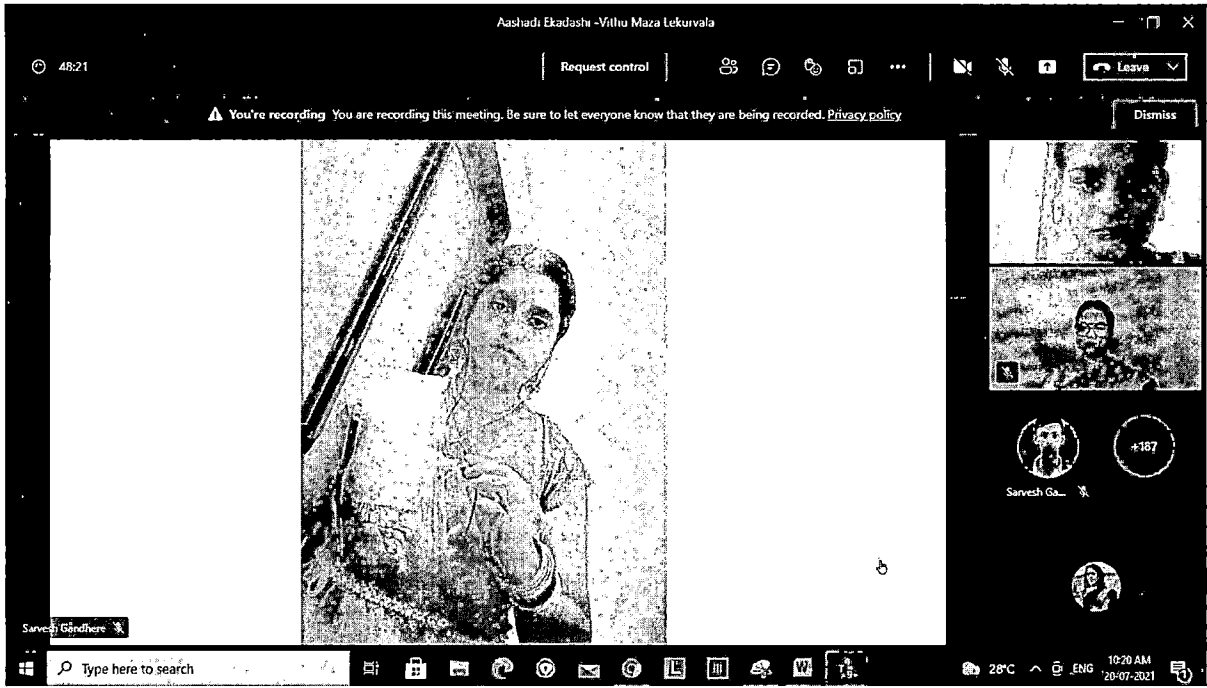 Aashadi Ekadashi -Vithu Maza Lekurvala
48:21
Request control
Leave
You're recording You are recording this meeting. Be sure to let everyone know that they are being recorded. Privacy policy
Dismiss
+187
Sarvesh Ga...
Sarvesh Gandhere
Type here to search
28°C
ENG
10:20 AM
20-07-2021